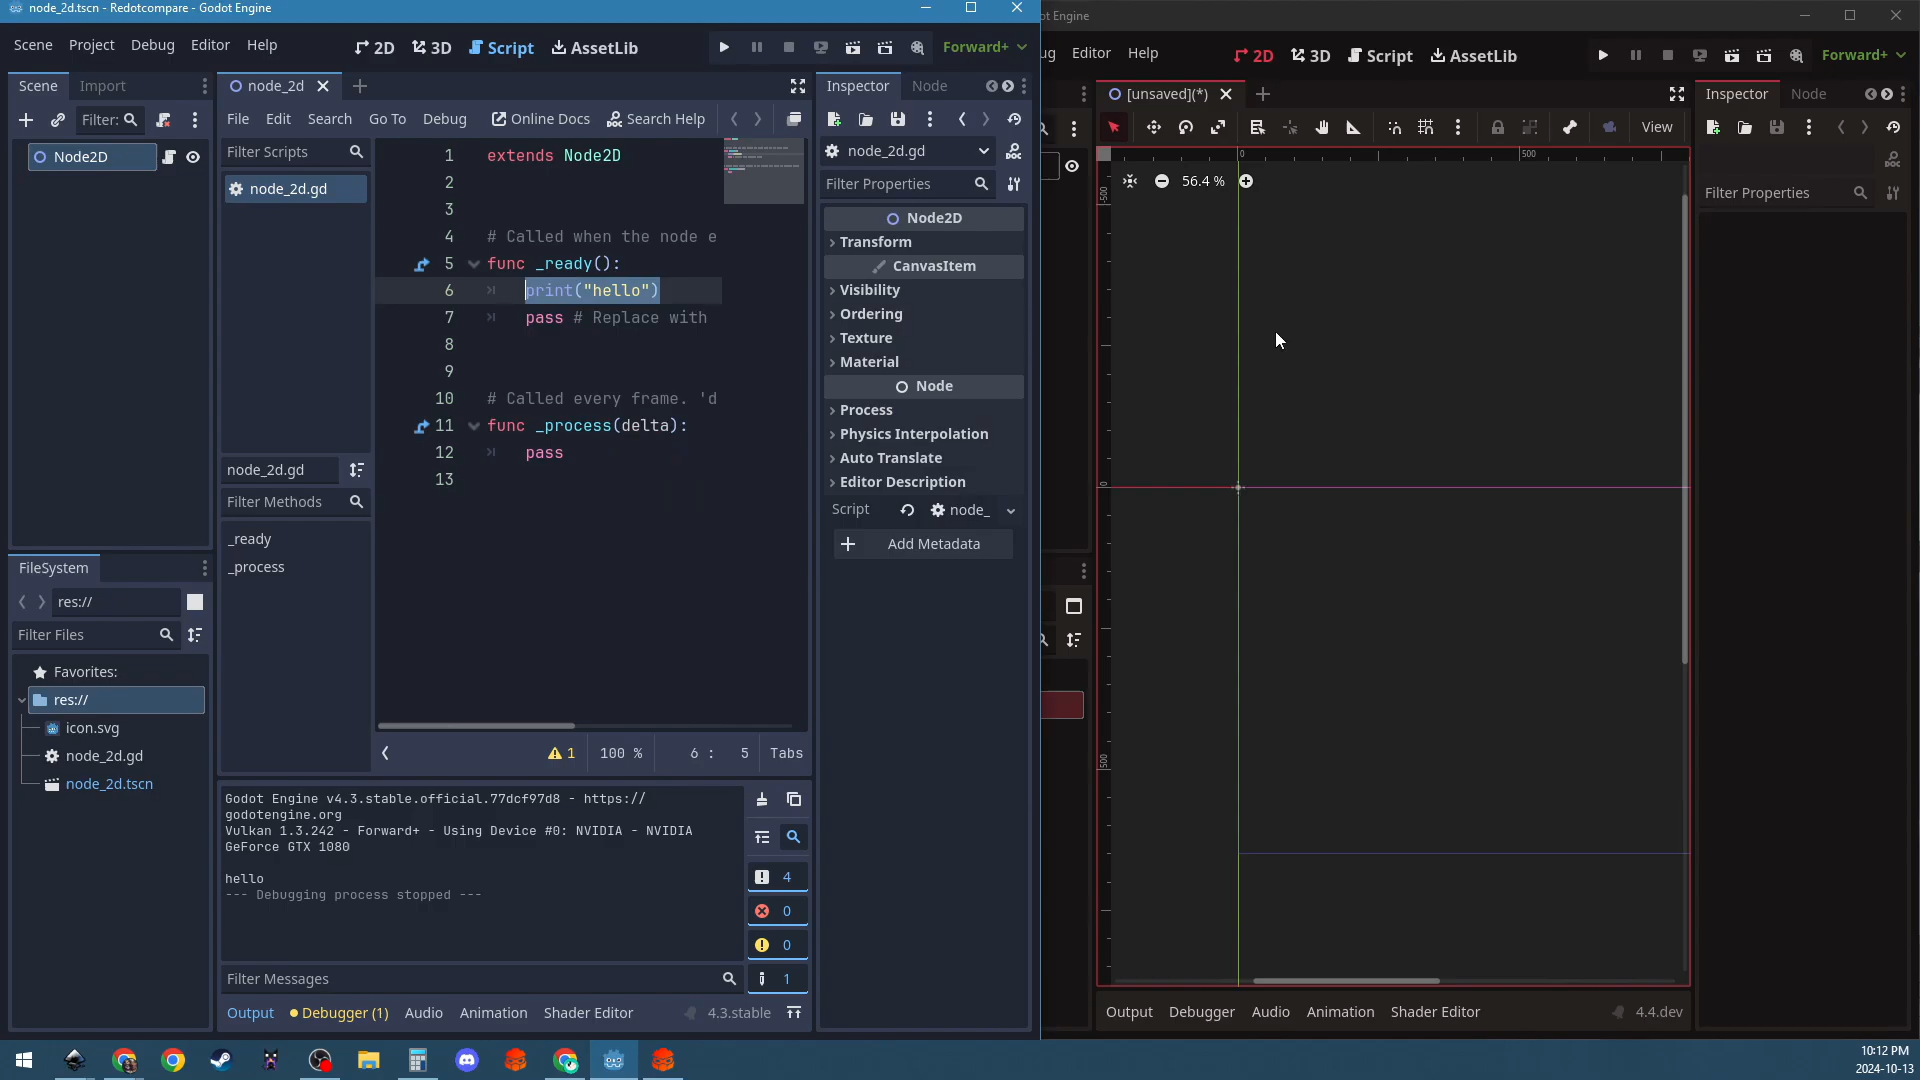 node_2d.tscn - Redotcompare - Godot Engine
Scene Project Debug Editor Help
2D 3D Script AssetLib
Forward+
Scene Import
Filter:
Node2D
FileSystem
res://
Filter Files
Favorites:
res://
icon.svg
node_2d.gd
node_2d.tscn
node_2d
File Edit Search Go To Debug Online Docs Search Help
Filter Scripts
node_2d.gd
node_2d.gd
Filter Methods
_ready
_process
1 extends Node2D
2
3
4 # Called when the node e
5 func _ready():
6 print("hello")
7 pass # Replace with
8
9
10 # Called every frame. 'd
11 func _process(delta):
12 pass
13
1 100 % 6 : 5 Tabs
Godot Engine v4.3.stable.official.77dcf97d8 - https://
godotengine.org
Vulkan 1.3.242 - Forward+ - Using Device #0: NVIDIA - NVIDIA
GeForce GTX 1080
hello
--- Debugging process stopped ---
4
0
0
1
Filter Messages
Output Debugger (1) Audio Animation Shader Editor 4.3.stable
Inspector Node
node_2d.gd
Filter Properties
Node2D
Transform
CanvasItem
Visibility
Ordering
Texture
Material
Node
Process
Physics Interpolation
Auto Translate
Editor Description
Script node_
Add Metadata
ot Engine
ug Editor Help
2D 3D Script AssetLib
Forward+
[unsaved](*)
View
0 500
56.4 %
-500
0
500
Output Debugger Audio Animation Shader Editor 4.4.dev
Inspector Node
Filter Properties
10:12 PM
2024-10-13